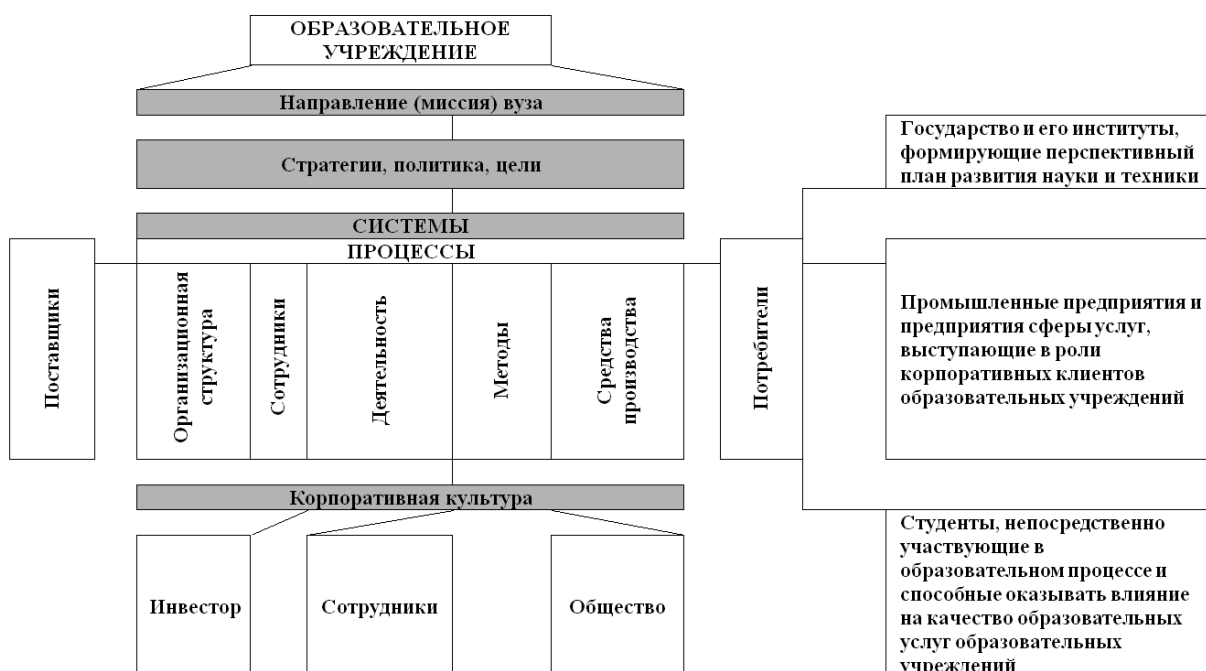 ОБРАЗОВАТЕЛЬНОЕ
УЧРЕЖДЕНИЕ
Направление (миссия) вуза
Стратегии, политика, цели
СИСТЕМЫ
ПРОЦЕССЫ
Поставщики
Организационная
структура
Сотрудники
Деятельность
Методы
Средства
производства
Потребители
Государство и его институты,
формирующие перспективный
план развития науки и техники
Промышленные предприятия и
предприятия сферы услуг,
выступающие в роли
корпоративных клиентов
образовательных учреждений
Студенты, непосредственно
участвующие в
образовательном процессе и
способные оказывать влияние
на качество образовательных
услуг образовательных
учреждений
Корпоративная культура
Инвестор
Сотрудники
Общество